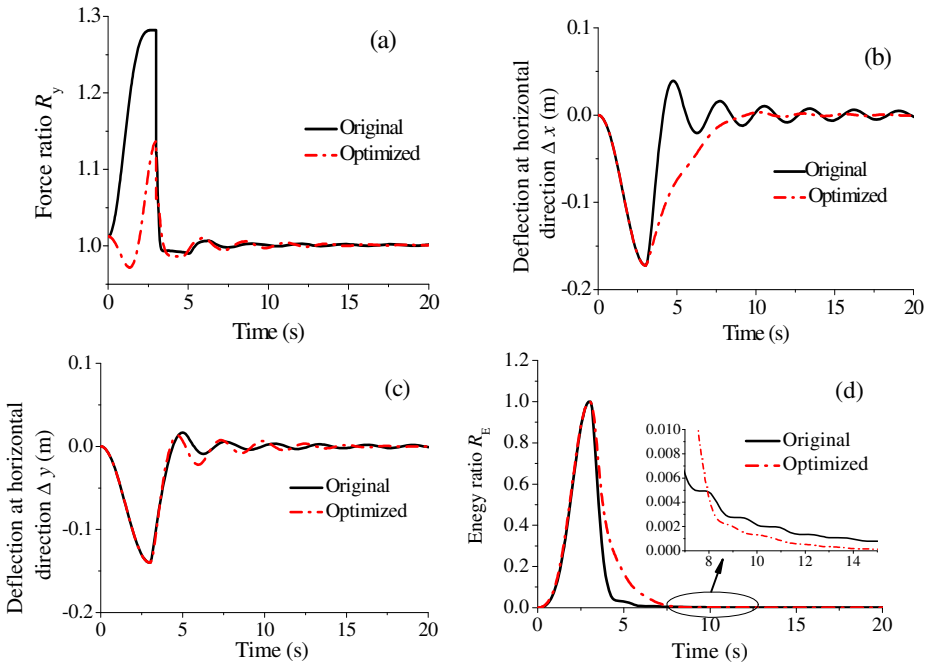 1.3
1.2
1.1
1.0
0
5
10
15
20
Force ratio R_y
Time (s)
(a)
Original
Optimized
0.1
0.0
-0.1
-0.2
0
5
10
15
20
Deflection at horizontal
direction Δ x (m)
Time (s)
(b)
Original
Optimized
0.1
0.0
-0.1
-0.2
0
5
10
15
20
Deflection at horizontal
direction Δ y (m)
Time (s)
(c)
Original
Optimized
1.2
1.0
0.8
0.6
0.4
0.2
0.0
0
5
10
15
20
Enegy ratio R_E
Time (s)
(d)
Original
Optimized
0.010
0.008
0.006
0.004
0.002
0.000
8
10
12
14